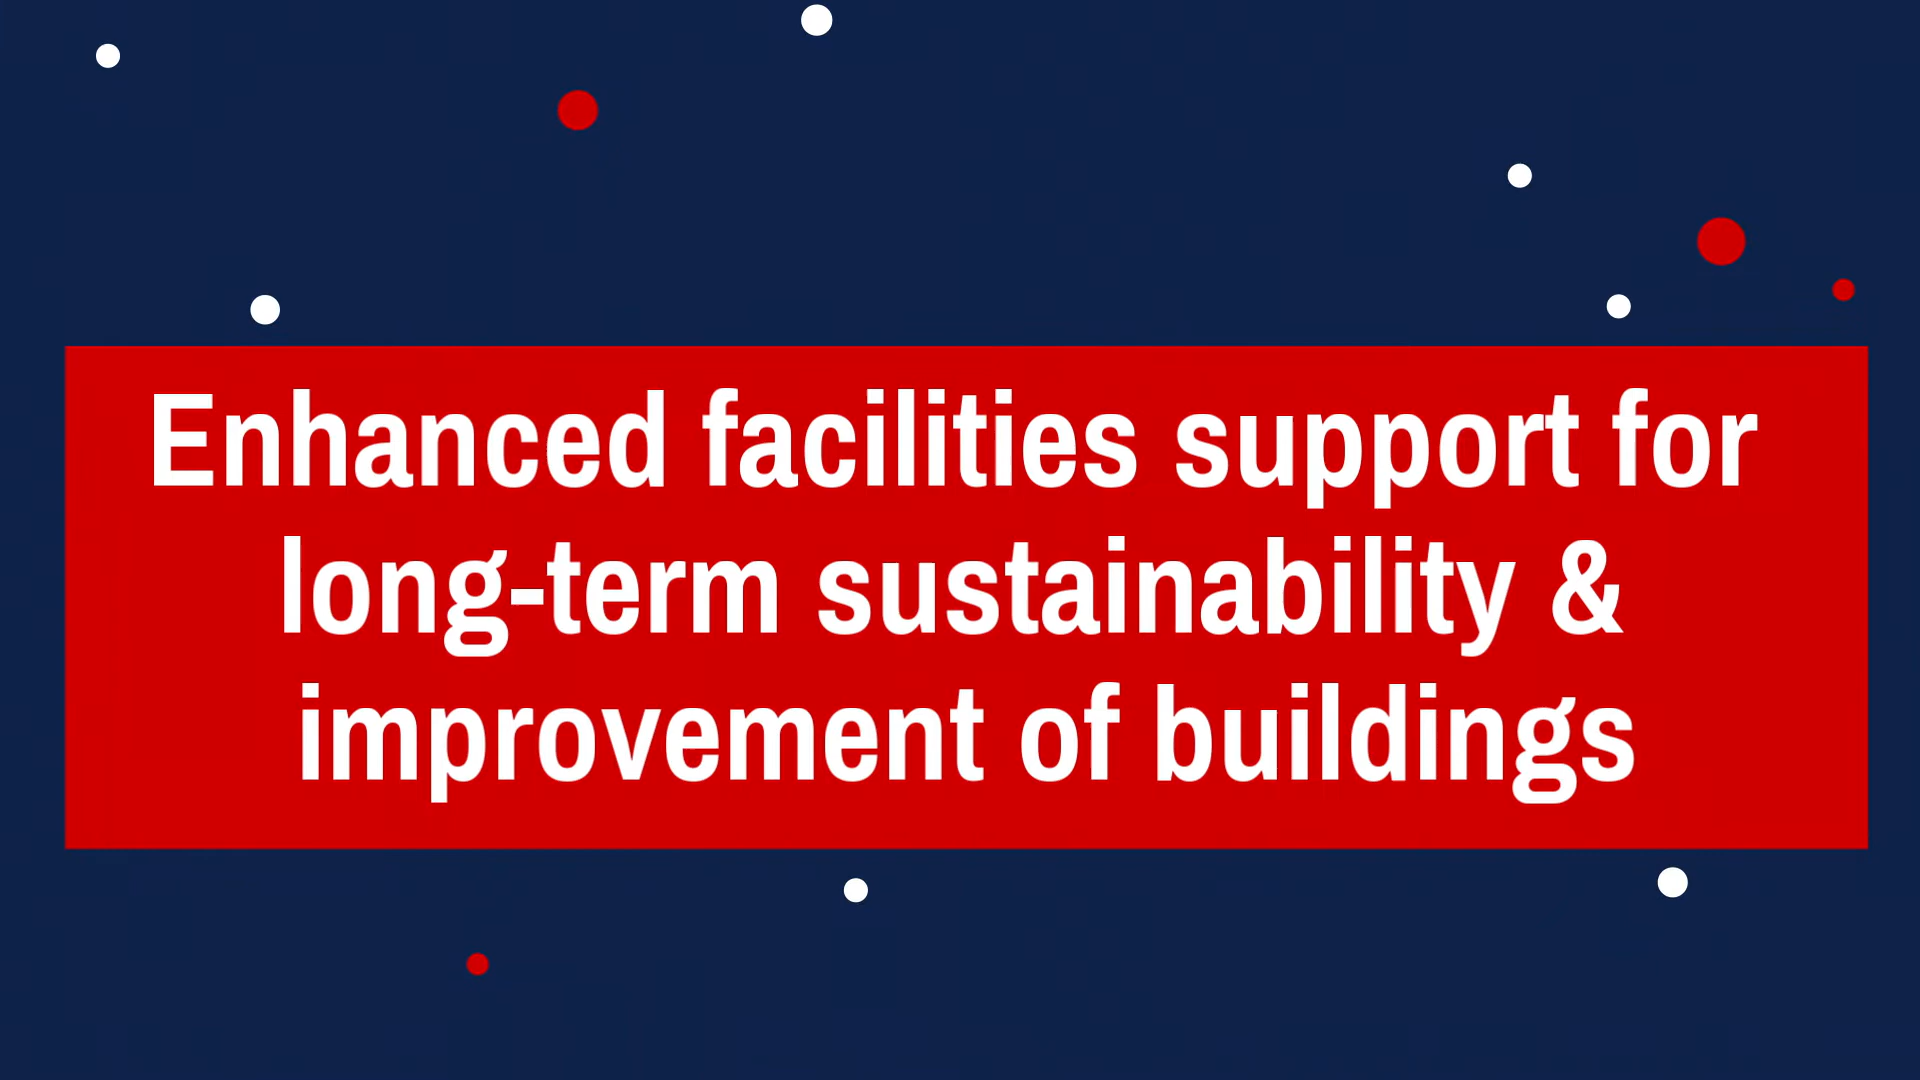 Enhanced facilities support for
long-term sustainability &
improvement of buildings